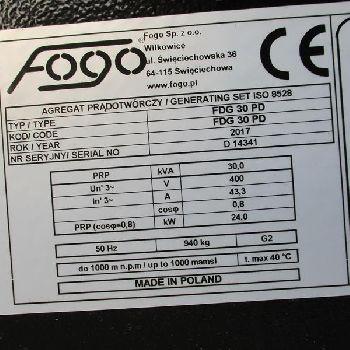 Fogo
®
Fogo Sp. z o.o.
Wilkowice
ul. Święciechowska 36
64-115 Święciechowa
www.fogo.pl
CE
AGREGAT PRĄDOTWÓRCZY / GENERATING SET ISO 8528
TYP / TYPE FDG 30 PD
KOD/ CODE FDG 30 PD
ROK / YEAR 2017
NR SERYJNY/ SERIAL NO D 14341
PRP kVA 30,0
Un' 3~ V 400
In' 3~ A 43,3
cosφ 0,8
PRP (cosφ=0,8) kW 24,0
50 Hz 940 kg G2
do 1000 m n.p.m / up to 1000 mamsl t. max 40 °C
MADE IN POLAND